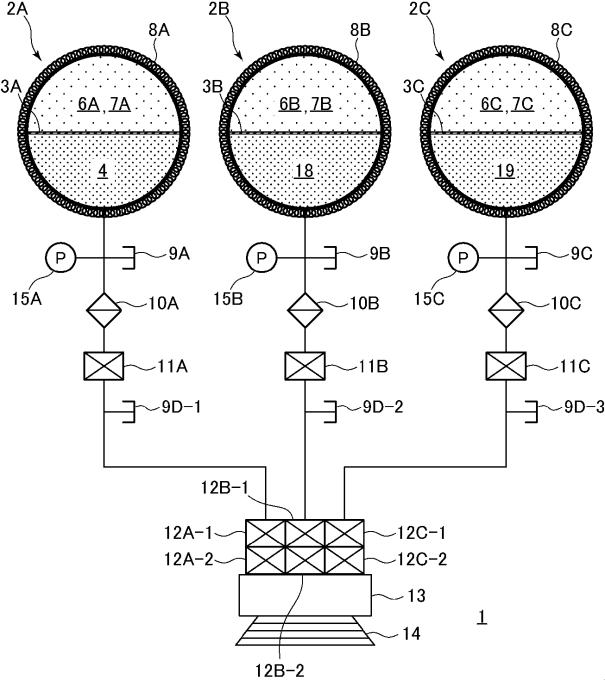 2A 8A 2B 8B 2C 8C
3A 3B 3C
6A,7A 6B,7B 6C,7C
4 18 19
P 9A P 9B P 9C
15A 15B 15C
10A 10B 10C
11A 11B 11C
9D-1 9D-2 9D-3
12B-1
12A-1 12C-1
12A-2 12C-2
13
14 1
12B-2